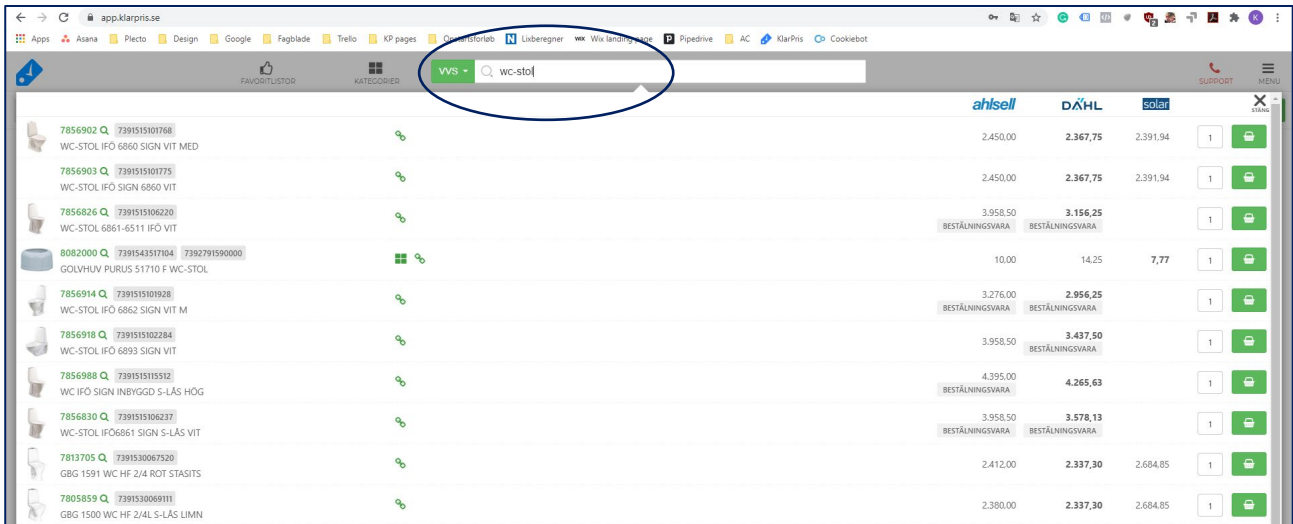 app.klarpris.se
Apps Asana Plecto Design Google Fagblade Trello KP pages Opstartsforløb Lixberegner WIX Wix landing page Pipedrive AC KlarPris Cookiebot
FAVORITLISTOR KATEGORIER VVS wc-stol SUPPORT MENU
ahlsell DAHL solar STÄNG
7856902 7391515101768
WC-STOL IFÖ 6860 SIGN VIT MED
2.450,00 2.367,75 2.391,94 1
7856903 7391515101775
WC-STOL IFÖ SIGN 6860 VIT
2.450,00 2.367,75 2.391,94 1
7856826 7391515106220
WC-STOL 6861-6511 IFÖ VIT
3.958,50 3.156,25 1
BESTÄLNINGSVARA BESTÄLNINGSVARA
8082000 7391543517104 7392791590000
GOLVHUV PURUS 51710 F WC-STOL
10,00 14,25 7,77 1
7856914 7391515101928
WC-STOL IFÖ 6862 SIGN VIT M
3.276,00 2.956,25 1
BESTÄLNINGSVARA BESTÄLNINGSVARA
7856918 7391515102284
WC-STOL IFÖ 6893 SIGN VIT
3.958,50 3.437,50 1
BESTÄLNINGSVARA
7856988 7391515115512
WC IFÖ SIGN INBYGGD S-LÅS HÖG
4.395,00 4.265,63 1
BESTÄLNINGSVARA
7856830 7391515106237
WC-STOL IFÖ6861 SIGN S-LÅS VIT
3.958,50 3.578,13 1
BESTÄLNINGSVARA BESTÄLNINGSVARA
7813705 7391530067520
GBG 1591 WC HF 2/4 ROT STASITS
2.412,00 2.337,30 2.684,85 1
7805859 7391530069111
GBG 1500 WC HF 2/4L S-LÅS LIMN
2.380,00 2.337,30 2.684,85 1